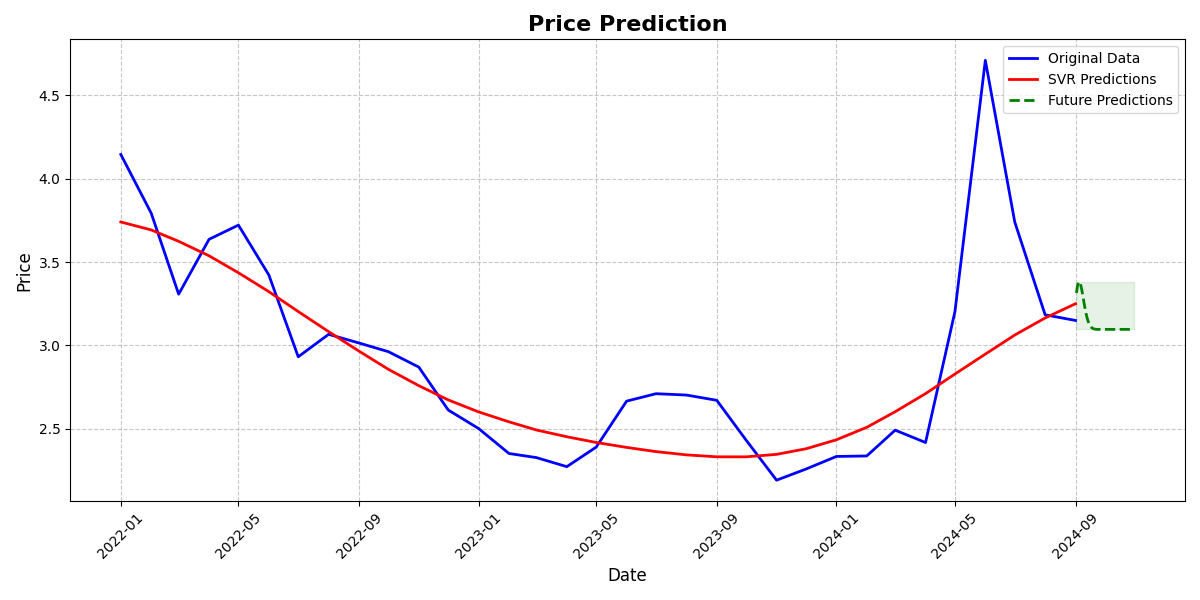 Price Prediction
Original Data
SVR Predictions
Future Predictions
4.5
4.0
3.5
3.0
2.5
Price
2022-01
2022-05
2022-09
2023-01
2023-05
2023-09
2024-01
2024-05
2024-09
Date